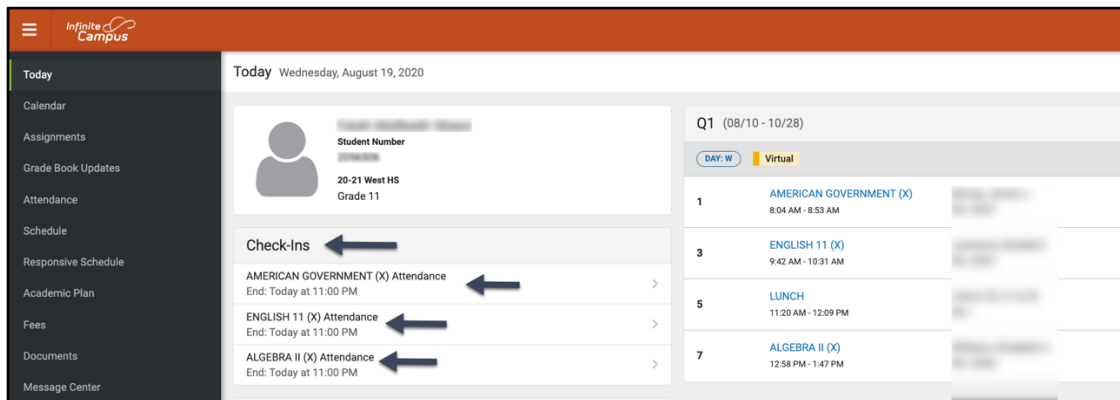 Infinite
Campus
Today
Calendar
Assignments
Grade Book Updates
Attendance
Schedule
Responsive Schedule
Academic Plan
Fees
Documents
Message Center
Today Wednesday, August 19, 2020
Student Number
20-21 West HS
Grade 11
Check-Ins
AMERICAN GOVERNMENT (X) Attendance
End: Today at 11:00 PM
ENGLISH 11 (X) Attendance
End: Today at 11:00 PM
ALGEBRA II (X) Attendance
End: Today at 11:00 PM
Q1 (08/10 - 10/28)
DAY: W Virtual
1 AMERICAN GOVERNMENT (X)
8:04 AM - 8:53 AM
3 ENGLISH 11 (X)
9:42 AM - 10:31 AM
5 LUNCH
11:20 AM - 12:09 PM
7 ALGEBRA II (X)
12:58 PM - 1:47 PM